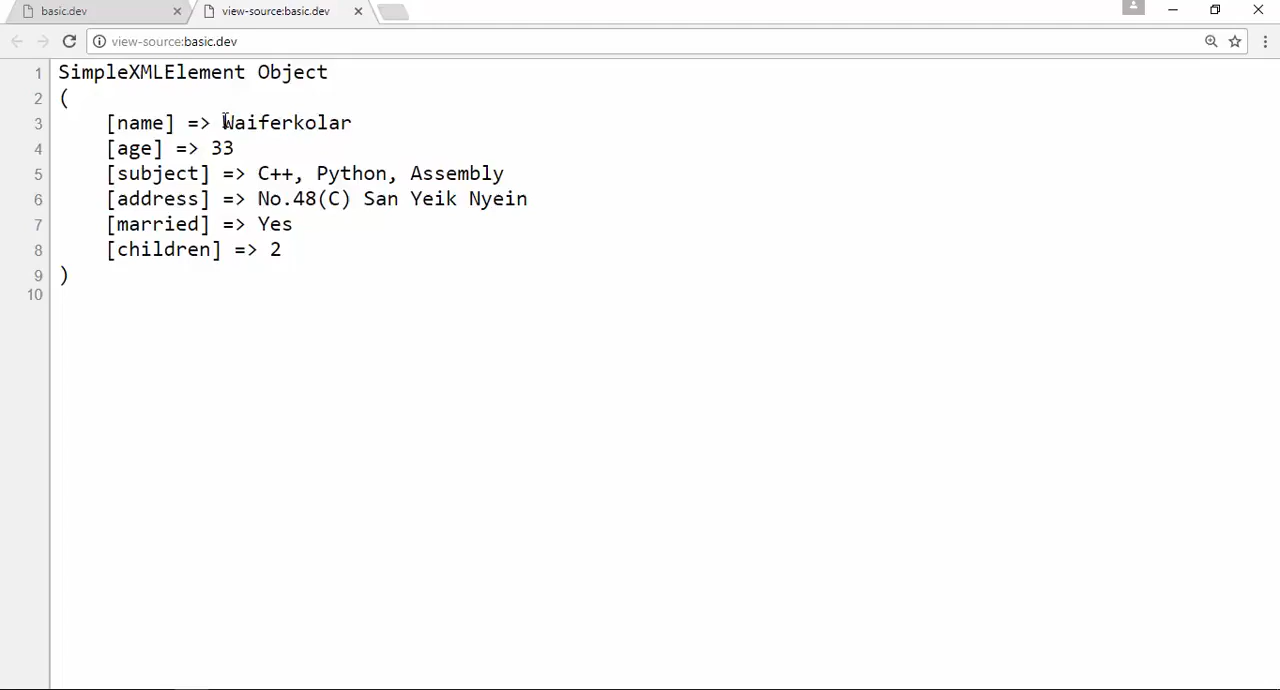 basic.dev
view-source:basic.dev
view-source:basic.dev
1 SimpleXMLElement Object
2 (
3 [name] => Waiferkolar
4 [age] => 33
5 [subject] => C++, Python, Assembly
6 [address] => No.48(C) San Yeik Nyein
7 [married] => Yes
8 [children] => 2
9 )
10